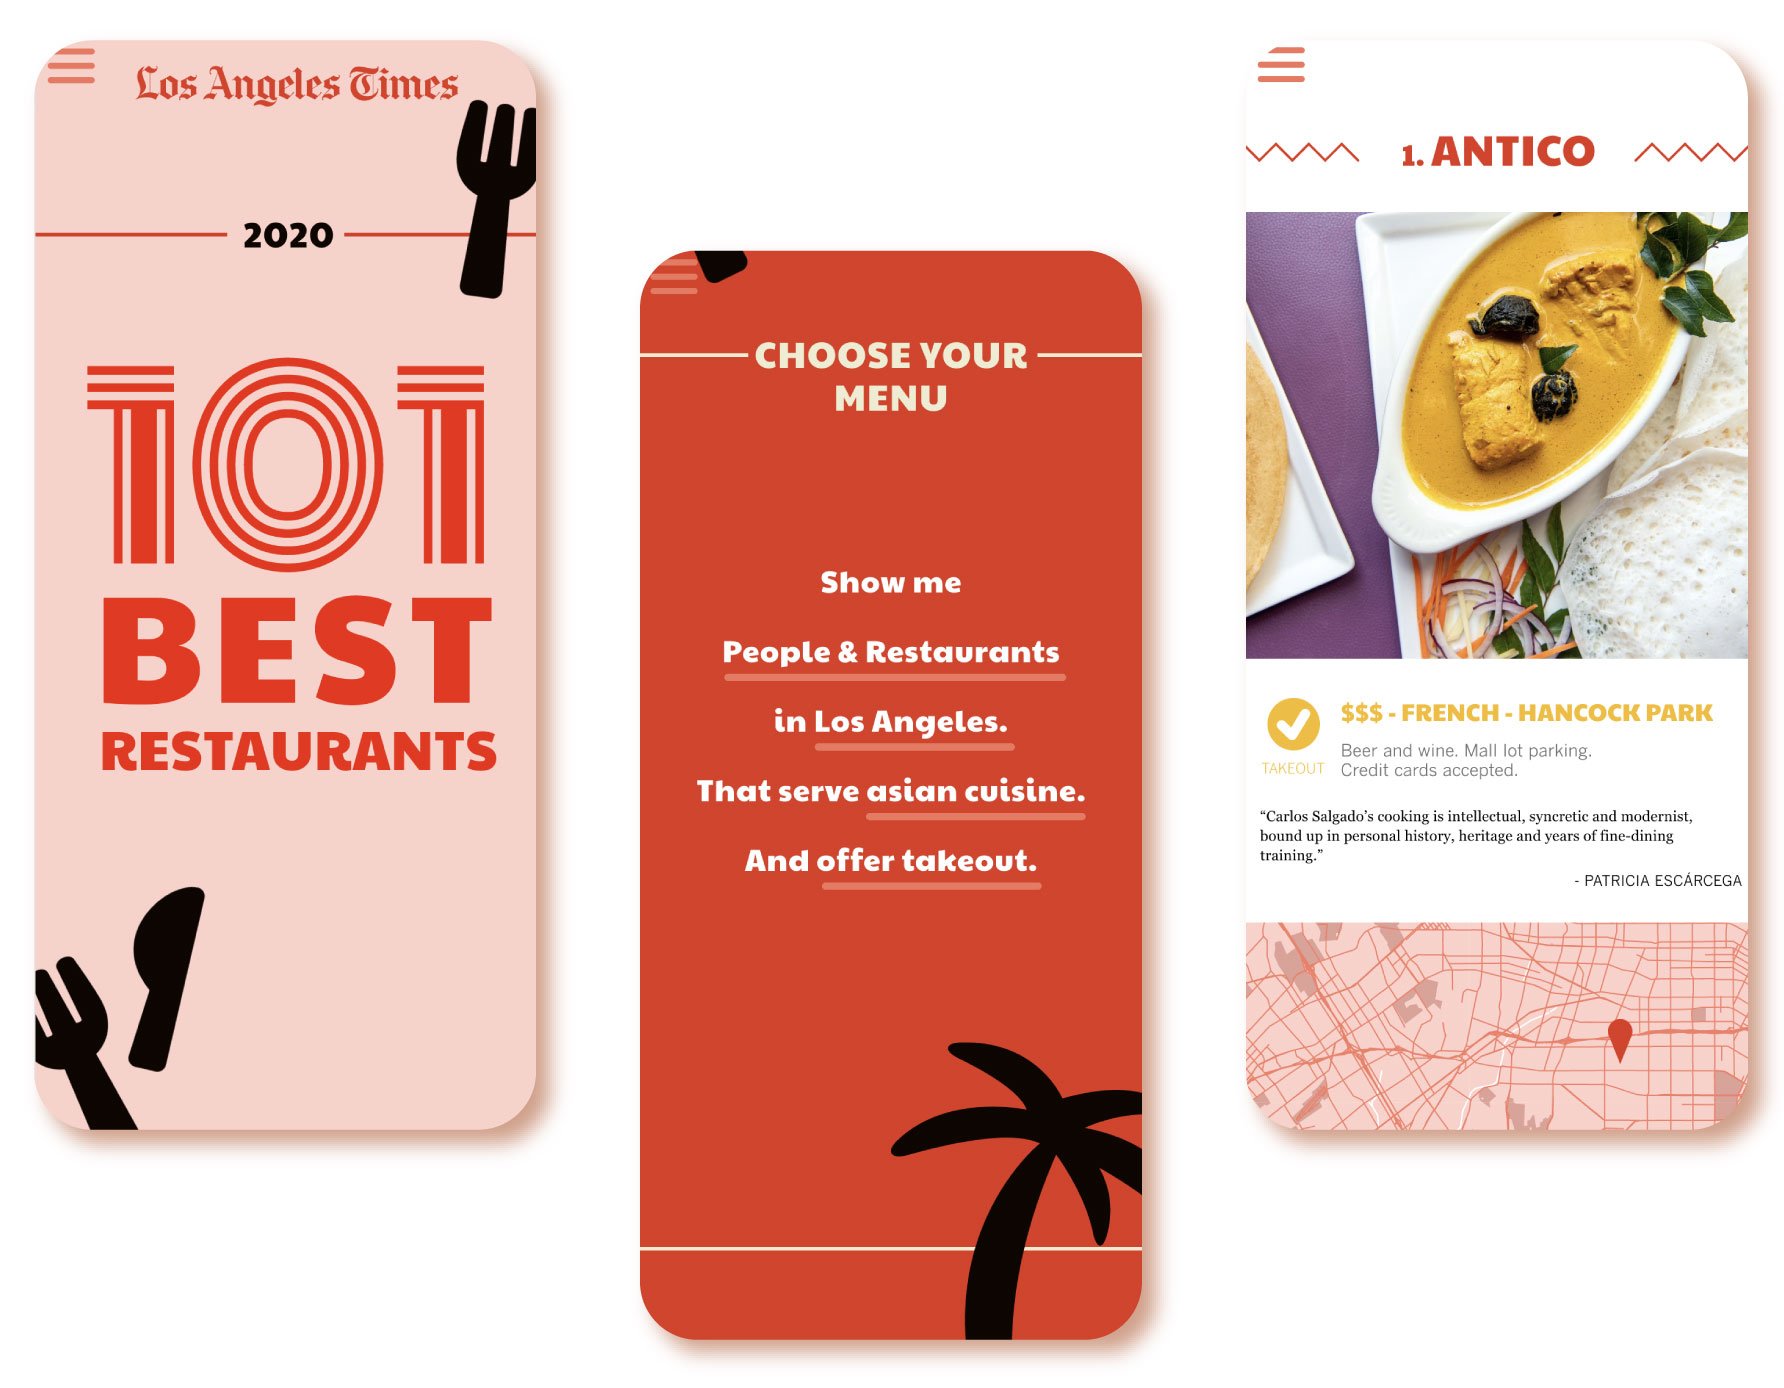 Los Angeles Times
2020
101
BEST
RESTAURANTS
CHOOSE YOUR
MENU
Show me
People & Restaurants
in Los Angeles.
That serve asian cuisine.
And offer takeout.
1. ANTICO
$$$ - FRENCH - HANCOCK PARK
Beer and wine. Mall lot parking.
Credit cards accepted.
TAKEOUT
“Carlos Salgado’s cooking is intellectual, syncretic and modernist,
bound up in personal history, heritage and years of fine-dining
training.”
- PATRICIA ESCÁRCEGA